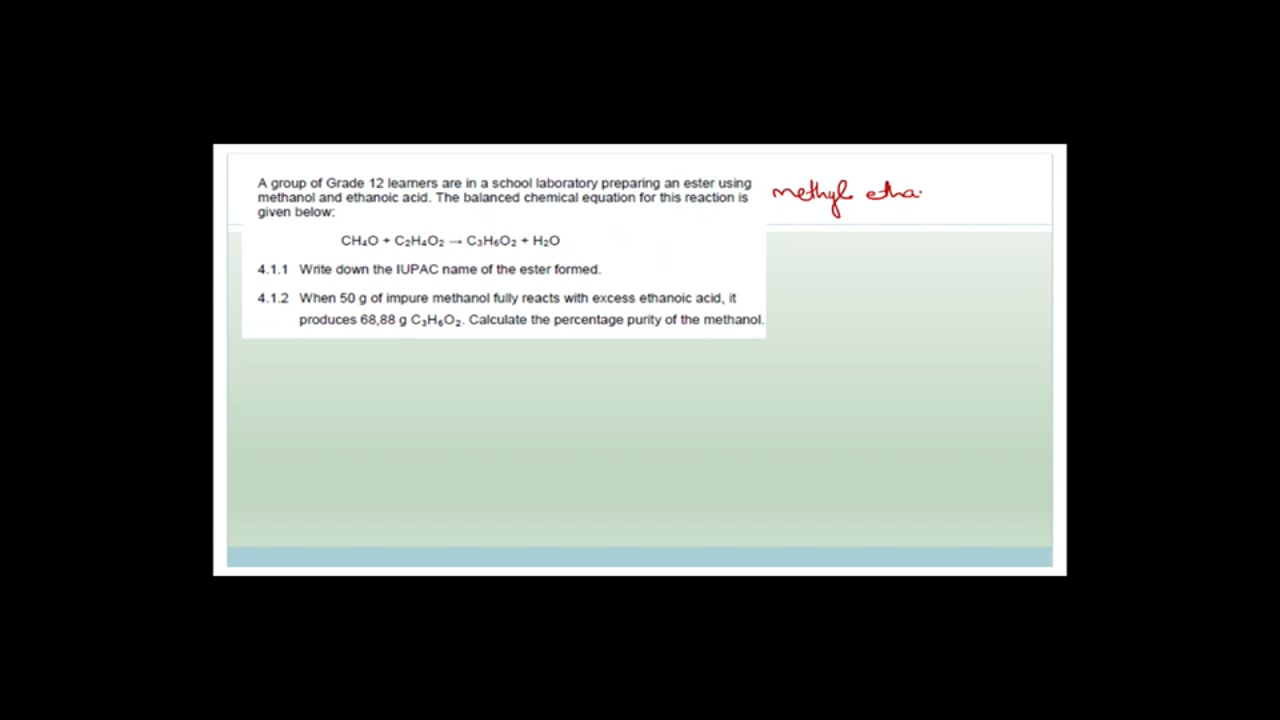 A group of Grade 12 learners are in a school laboratory preparing an ester using
methanol and ethanoic acid. The balanced chemical equation for this reaction is
given below:
methyl etha
CH₄O + C₂H₄O₂ → C₃H₆O₂ + H₂O
4.1.1 Write down the IUPAC name of the ester formed.
4.1.2 When 50 g of impure methanol fully reacts with excess ethanoic acid, it
produces 68,88 g C₃H₆O₂. Calculate the percentage purity of the methanol.